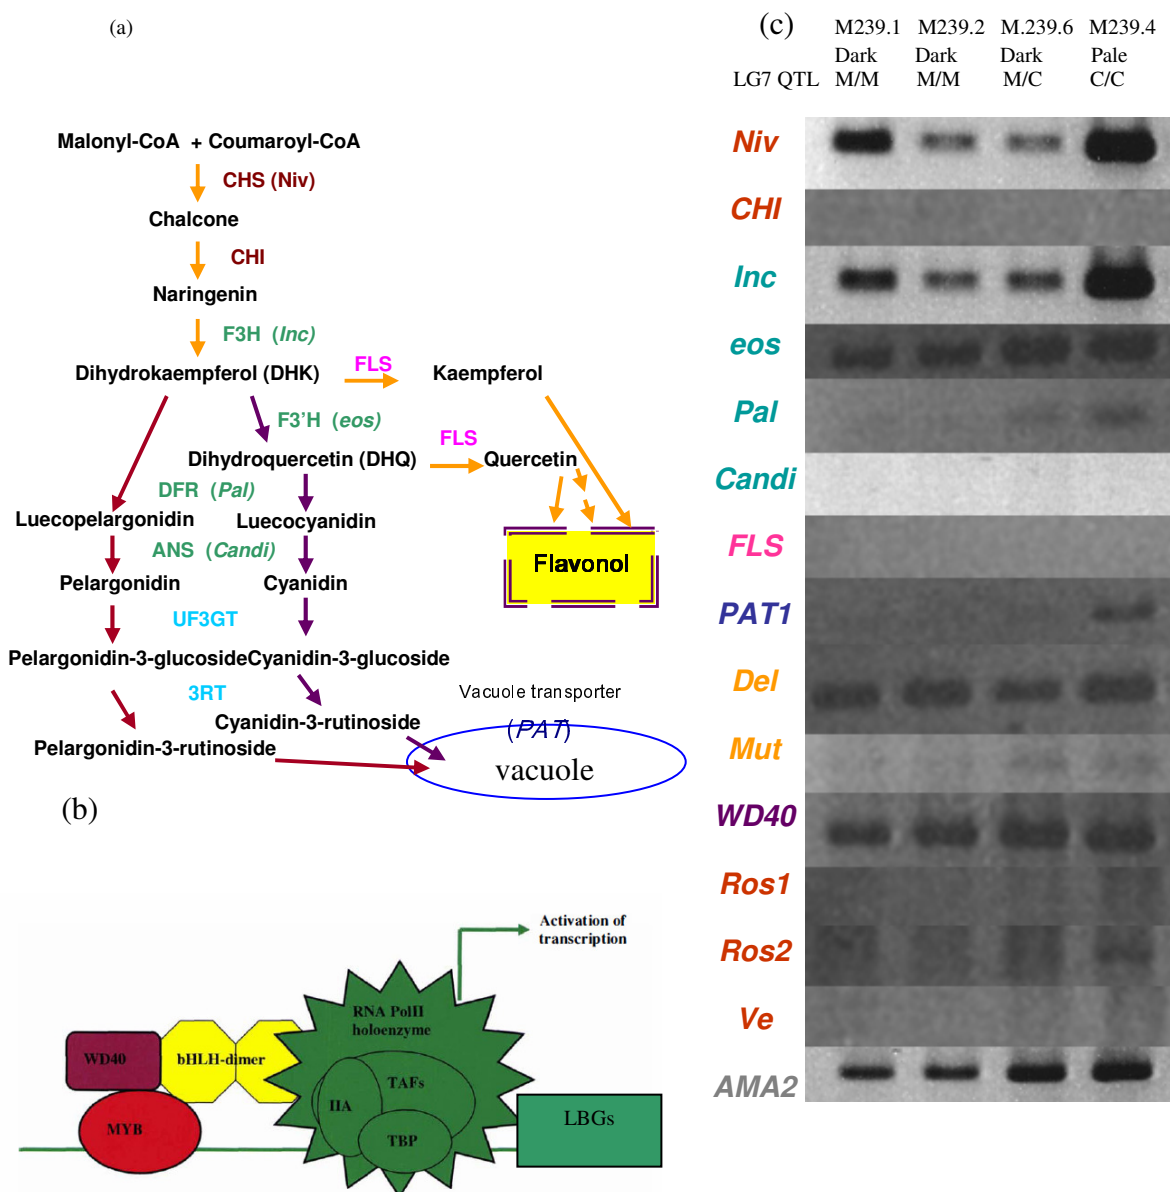 (a)
Malonyl-CoA + Coumaroyl-CoA
CHS (Niv)
Chalcone
CHI
Naringenin
F3H (Inc)
Dihydrokaempferol (DHK)
FLS
Kaempferol
F3'H (eos)
FLS
Dihydroquercetin (DHQ)
Quercetin
DFR (Pal)
Luecopelargonidin
Luecocyanidin
ANS (Candi)
Flavonol
Pelargonidin
Cyanidin
UF3GT
Pelargonidin-3-glucosideCyanidin-3-glucoside
3RT
Vacuole transporter
(PAT)
Cyanidin-3-rutinoside
Pelargonidin-3-rutinoside
vacuole
(b)
Activation of
transcription
RNA PolII
holoenzyme
WD40
bHLH-dimer
TAFs
IIA
MYB
TBP
LBGs
(c)
M239.1 M239.2 M.239.6 M239.4
Dark Dark Dark Pale
LG7 QTL M/M M/M M/C C/C
Niv
CHI
Inc
eos
Pal
Candi
FLS
PAT1
Del
Mut
WD40
Ros1
Ros2
Ve
AMA2